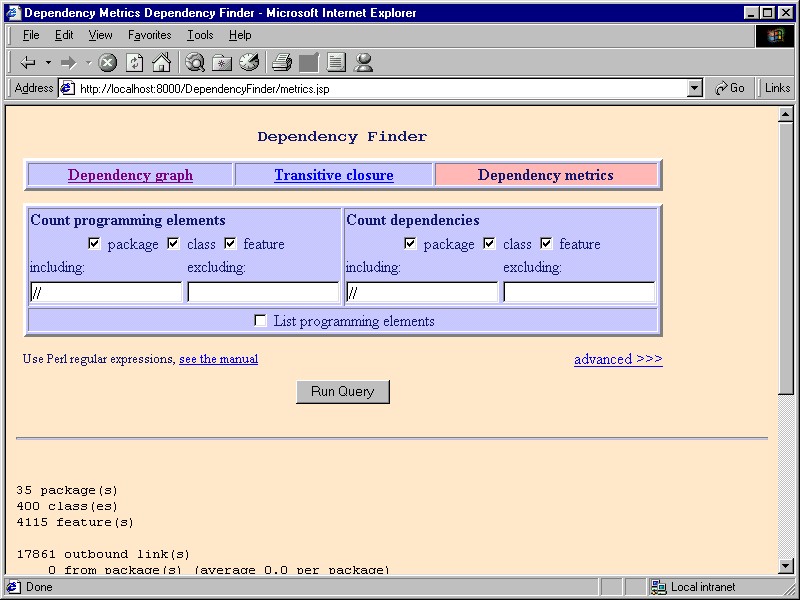 Dependency Metrics Dependency Finder - Microsoft Internet Explorer
File Edit View Favorites Tools Help
Address http://localhost:8000/DependencyFinder/metrics.jsp Go Links
Dependency Finder
Dependency graph Transitive closure Dependency metrics
Count programming elements Count dependencies
package class feature package class feature
including: excluding: including: excluding:
// //
List programming elements
Use Perl regular expressions, see the manual advanced >>>
Run Query
35 package(s)
400 class(es)
4115 feature(s)
17861 outbound link(s)
0 from package(s) (average 0.0 per package)
Done Local intranet